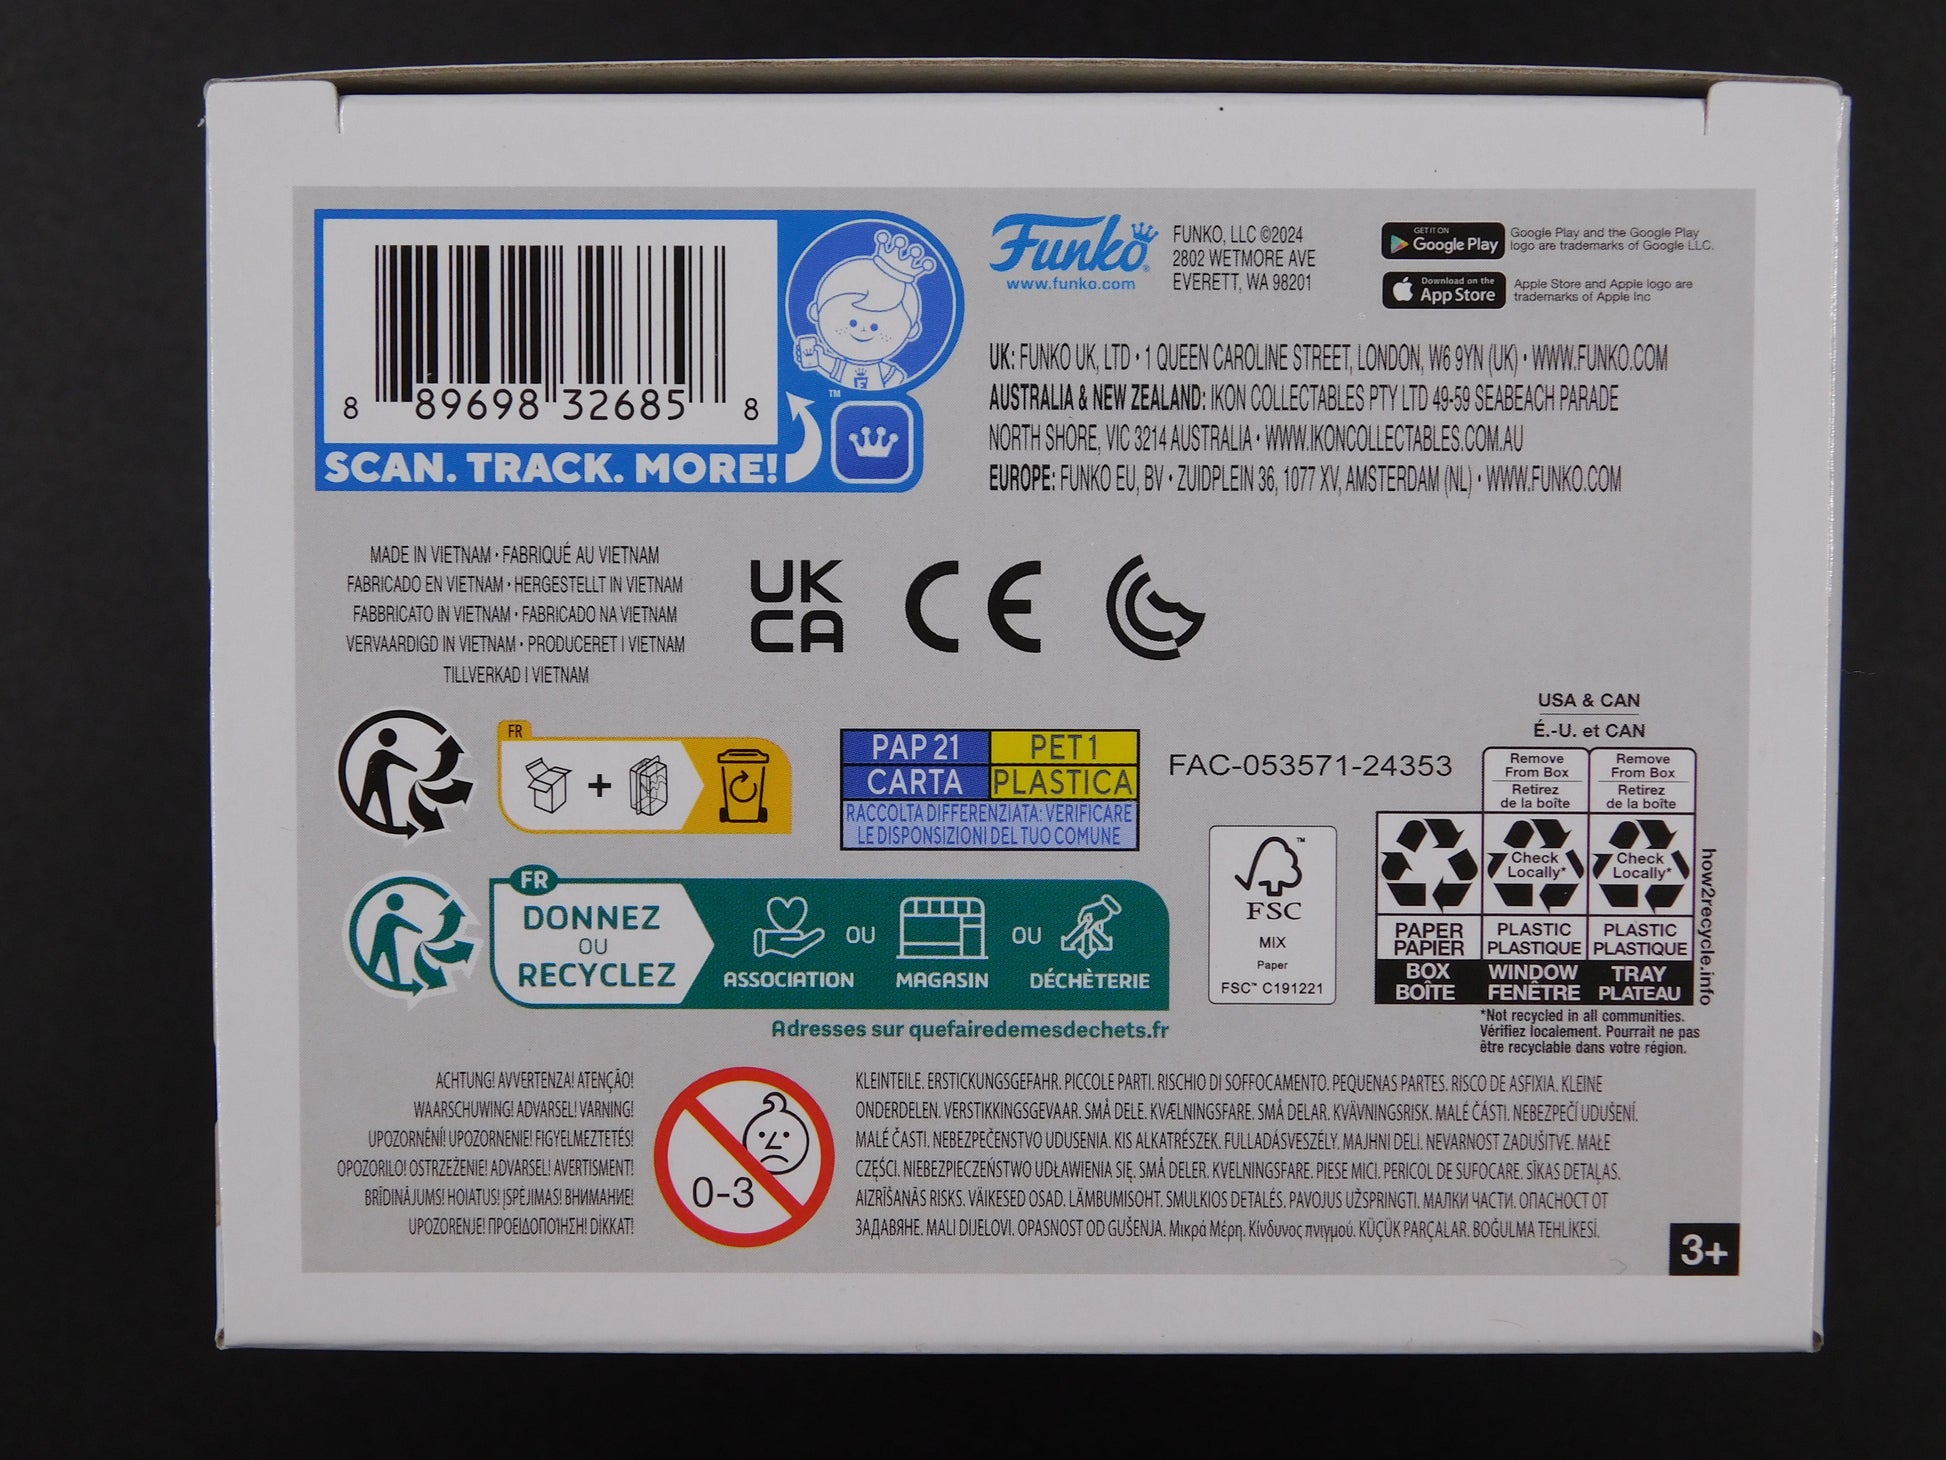 8 89698 32685 8
™
SCAN. TRACK. MORE!
Funko®
www.funko.com
FUNKO, LLC ©2024
2802 WETMORE AVE
EVERETT, WA 98201
GET IT ON
Google Play
Google Play and the Google Play
logo are trademarks of Google LLC.
Download on the
App Store
Apple Store and Apple logo are
trademarks of Apple Inc
UK: FUNKO UK, LTD • 1 QUEEN CAROLINE STREET, LONDON, W6 9YN (UK) • WWW.FUNKO.COM
AUSTRALIA & NEW ZEALAND: IKON COLLECTABLES PTY LTD 49-59 SEABEACH PARADE
NORTH SHORE, VIC 3214 AUSTRALIA • WWW.IKONCOLLECTABLES.COM.AU
EUROPE: FUNKO EU, BV • ZUIDPLEIN 36, 1077 XV, AMSTERDAM (NL) • WWW.FUNKO.COM
MADE IN VIETNAM • FABRIQUÉ AU VIETNAM
FABRICADO EN VIETNAM • HERGESTELLT IN VIETNAM
FABBRICATO IN VIETNAM • FABRICADO NA VIETNAM
VERVAARDIGD IN VIETNAM • PRODUCERET I VIETNAM
TILLVERKAD I VIETNAM
UK
CA
CE
FR
+
PAP 21
PET 1
CARTA
PLASTICA
RACCOLTA DIFFERENZIATA: VERIFICARE
LE DISPONSIZIONI DEL TUO COMUNE
FAC-053571-24353
USA & CAN
É.-U. et CAN
Remove
From Box
Retirez
de la boîte
Remove
From Box
Retirez
de la boîte
Check
Locally*
Check
Locally*
PAPER
PAPIER
PLASTIC
PLASTIQUE
PLASTIC
PLASTIQUE
BOX
BOÎTE
WINDOW
FENÊTRE
TRAY
PLATEAU
how2recycle.info
*Not recycled in all communities.
Vérifiez localement. Pourrait ne pas
être recyclable dans votre région.
™
FSC
MIX
Paper
FSC™ C191221
FR
DONNEZ
OU
RECYCLEZ
ASSOCIATION
OU
MAGASIN
OU
DÉCHÈTERIE
Adresses sur quefairedemesdechets.fr
ACHTUNG! AVVERTENZA! ATENÇÃO!
WAARSCHUWING! ADVARSEL! VARNING!
UPOZORNĚNÍ! UPOZORNENIE! FIGYELMEZTETÉS!
OPOZORILO! OSTRZEŻENIE! ADVARSEL! AVERTISMENT!
BRĪDINĀJUMS! HOIATUS! ĮSPĖJIMAS! ВНИМАНИЕ!
UPOZORENJE! ΠΡΟΕΙΔΟΠΟΊΗΣΗ! DİKKAT!
0-3
KLEINTEILE. ERSTICKUNGSGEFAHR. PICCOLE PARTI. RISCHIO DI SOFFOCAMENTO. PEQUENAS PARTES. RISCO DE ASFIXIA. KLEINE
ONDERDELEN. VERSTIKKINGSGEVAAR. SMÅ DELE. KVÆLNINGSFARE. SMÅ DELAR. KVÄVNINGSRISK. MALÉ ČÁSTI. NEBEZPEČÍ UDUŠENÍ.
MALÉ ČASTI. NEBEZPEČENSTVO UDUSENIA. KIS ALKATRÉSZEK. FULLADÁSVESZÉLY. MAJHNI DELI. NEVARNOST ZADUŠITVE. MAŁE
CZĘŚCI. NIEBEZPIECZEŃSTWO UDŁAWIENIA SIĘ. SMÅ DELER. KVELNINGSFARE. PIESE MICI. PERICOL DE SUFOCARE. SĪKAS DETAĻAS.
AIZRĪŠANĀS RISKS. VÄIKESED OSAD. LÄMBUMISOHT. SMULKIOS DETALĖS. PAVOJUS UŽSPRINGTI. МАЛКИ ЧАСТИ. ОПАСНОСТ ОТ
ЗАДАВЯНЕ. MALI DIJELOVI. OPASNOST OD GUŠENJA. Μικρά Μέρη. Κίνδυνος πνιγμού. KÜÇÜK PARÇALAR. BOĞULMA TEHLİKESİ.
3+